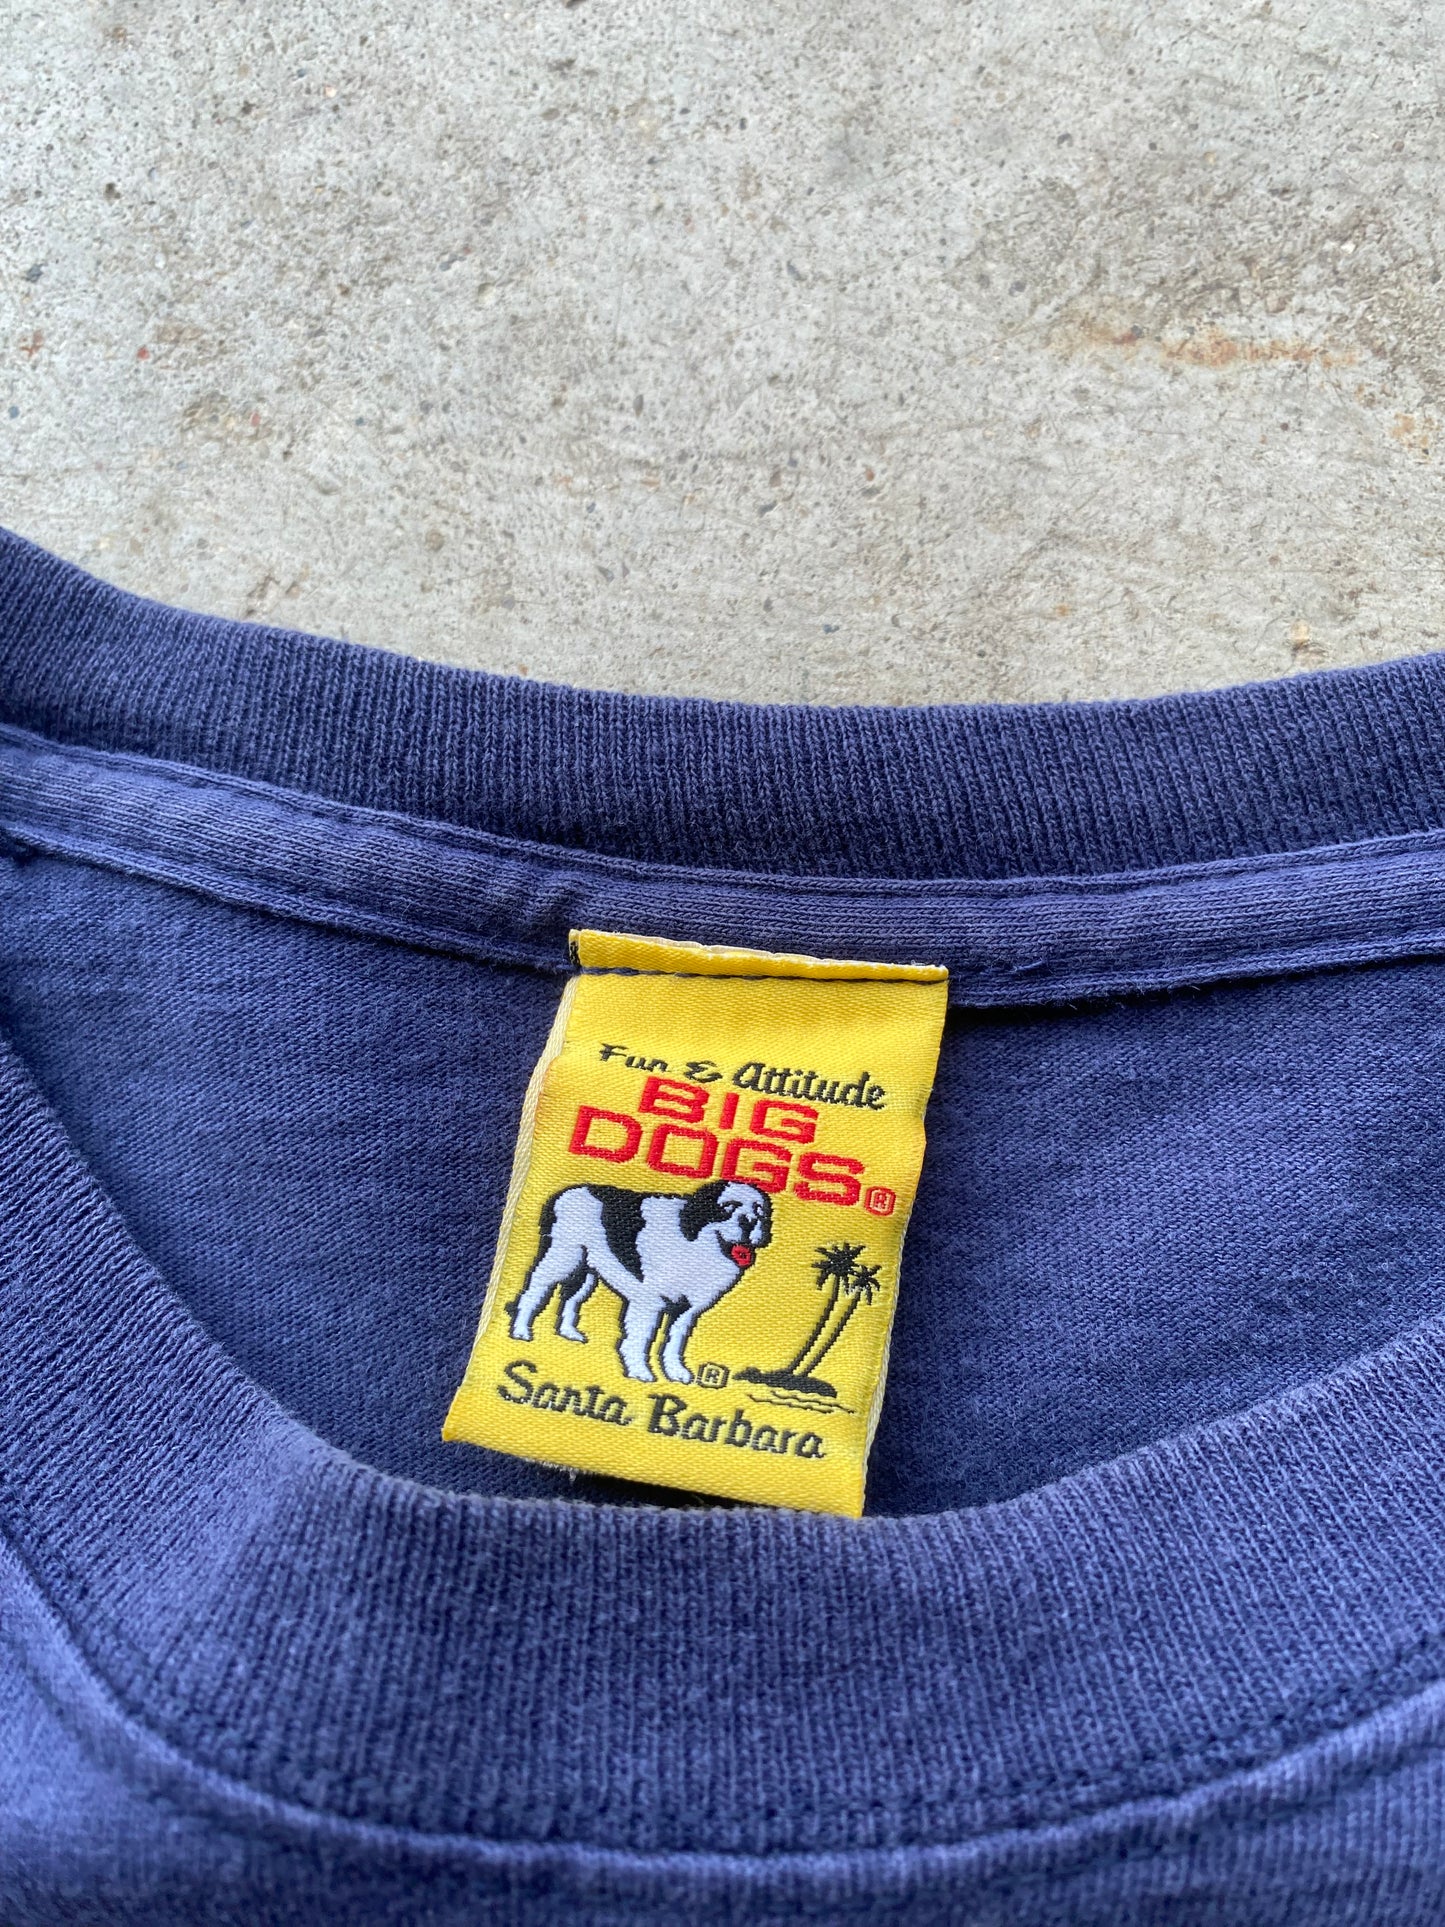 Fun & Attitude
BIG
DOGS®
®
Santa Barbara